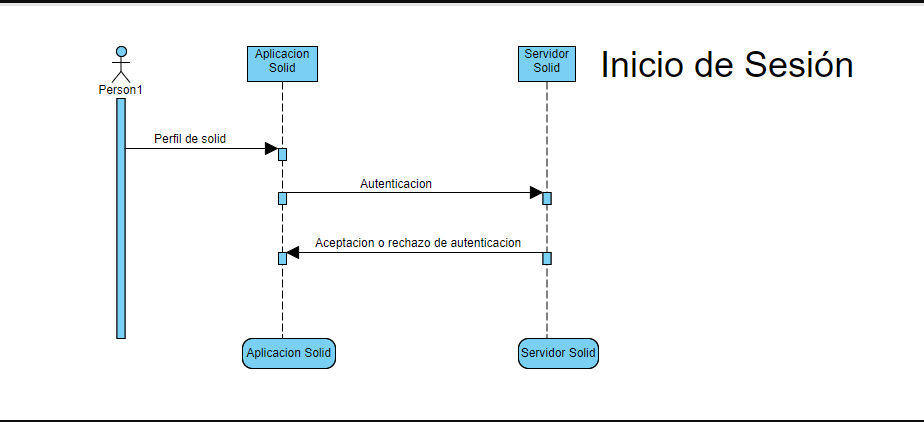 Aplicacion
Solid
Servidor
Solid
Inicio de Sesión
Person1
Perfil de solid
Autenticacion
Aceptacion o rechazo de autenticacion
Aplicacion Solid
Servidor Solid